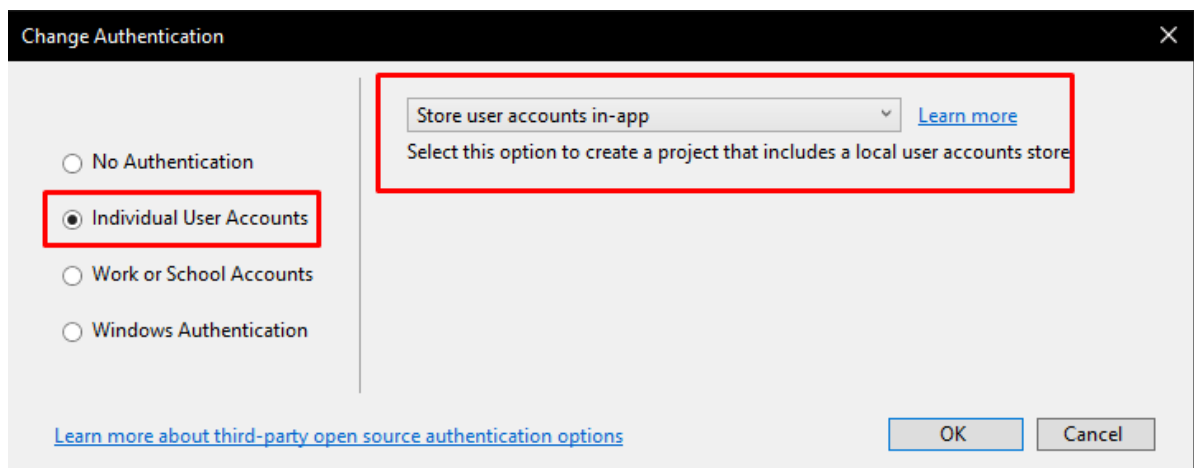 Change Authentication
Store user accounts in-app
Learn more
Select this option to create a project that includes a local user accounts store
No Authentication
Individual User Accounts
Work or School Accounts
Windows Authentication
Learn more about third-party open source authentication options
OK
Cancel